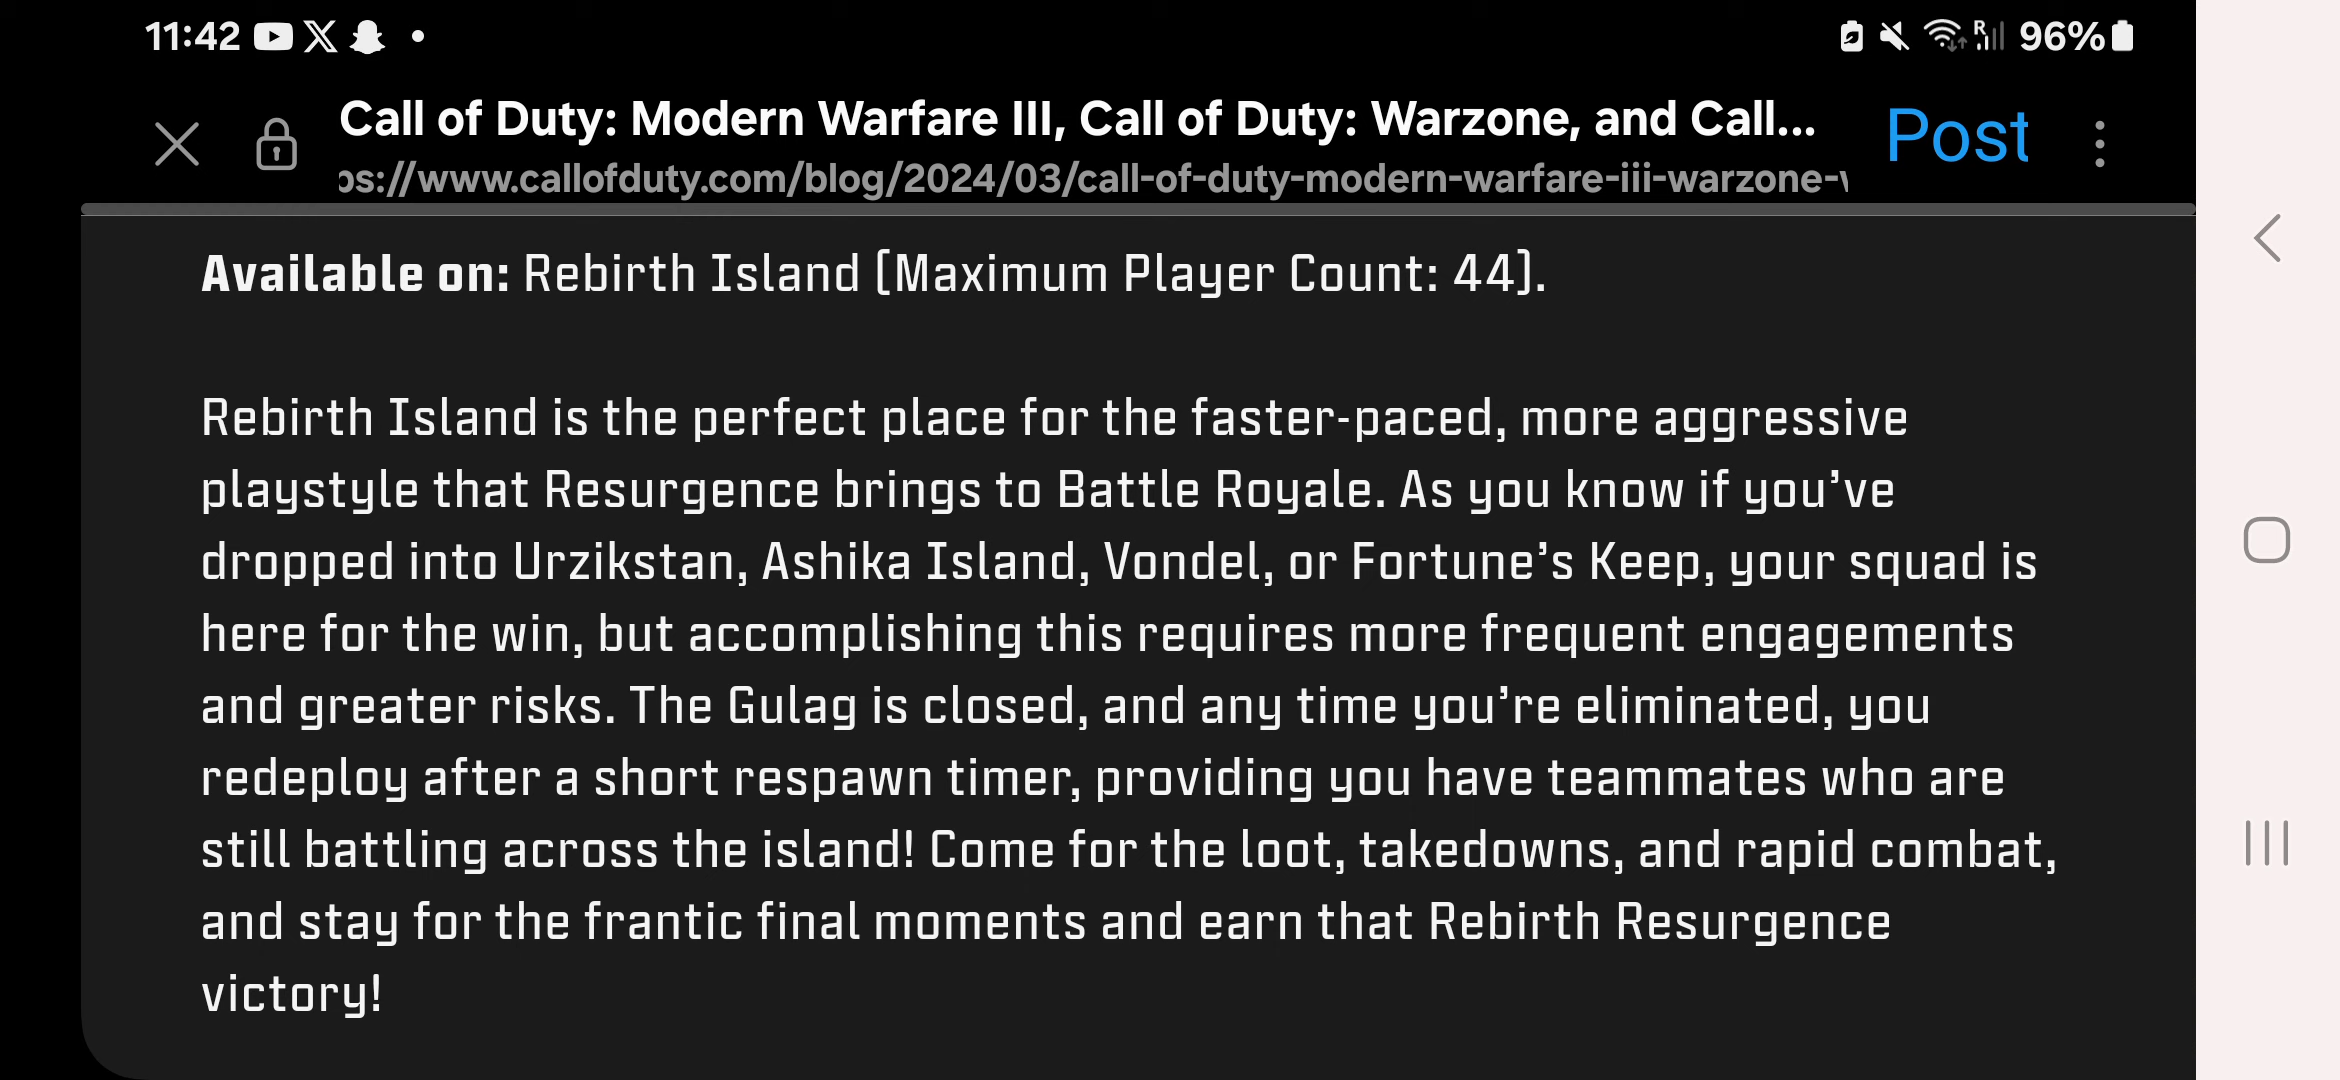 11:42
R 96%
Call of Duty: Modern Warfare III, Call of Duty: Warzone, and Call...
ps://www.callofduty.com/blog/2024/03/call-of-duty-modern-warfare-iii-warzone-
Post
Available on: Rebirth Island (Maximum Player Count: 44).
Rebirth Island is the perfect place for the faster-paced, more aggressive
playstyle that Resurgence brings to Battle Royale. As you know if you’ve
dropped into Urzikstan, Ashika Island, Vondel, or Fortune’s Keep, your squad is
here for the win, but accomplishing this requires more frequent engagements
and greater risks. The Gulag is closed, and any time you’re eliminated, you
redeploy after a short respawn timer, providing you have teammates who are
still battling across the island! Come for the loot, takedowns, and rapid combat,
and stay for the frantic final moments and earn that Rebirth Resurgence
victory!